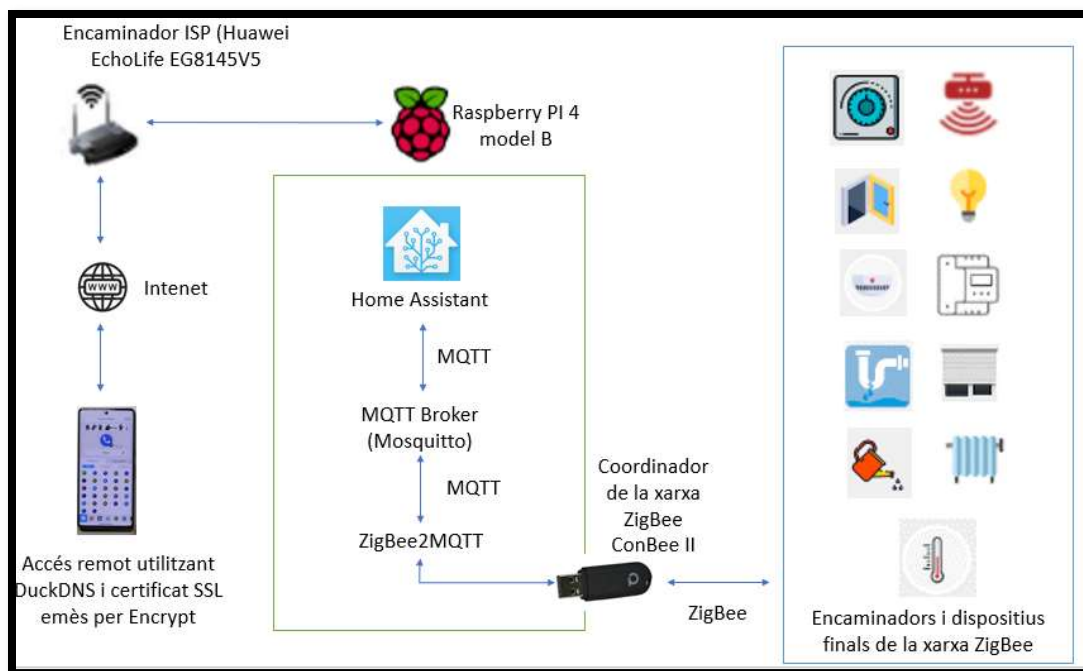 Encaminador ISP (Huawei
EchoLife EG8145V5
Raspberry PI 4
model B
WWW
Intenet
Home Assistant
MQTT
MQTT Broker
(Mosquitto)
MQTT
ZigBee2MQTT
Coordinador
de la xarxa
ZigBee
ConBee II
ZigBee
Accés remot utilitzant
DuckDNS i certificat SSL
emès per Encrypt
Encaminadors i dispositius
finals de la xarxa ZigBee